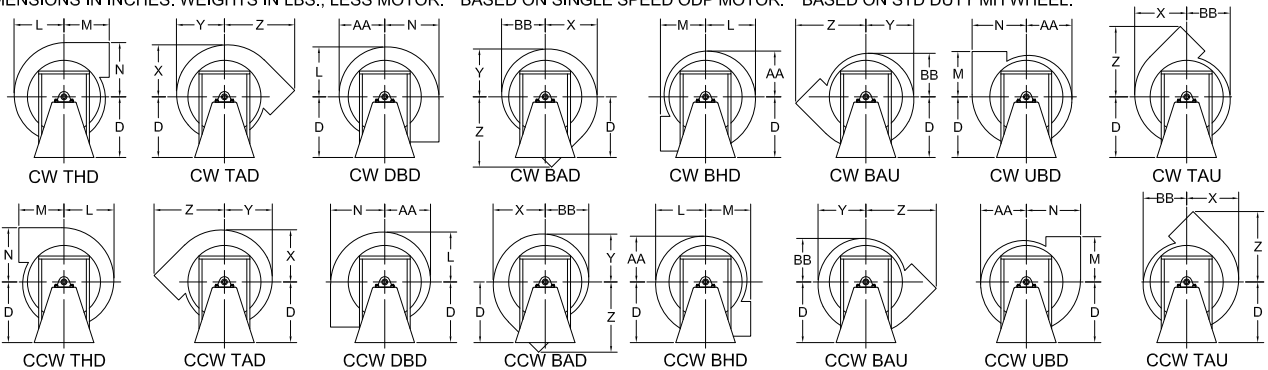 MENSIONS IN INCHES. WEIGHTS IN LBS., LESS MOTOR. BASED ON SINGLE SPEED ODP MOTOR. BASED ON STD DUTY MH WHEEL.
L M Y Z AA N BB X M L Z Y N AA X BB
N X L Y AA BB M Z
D D D Z D D D D D
CW THD CW TAD CW DBD CW BAD CW BHD CW BAU CW UBD CW TAU
M L Z Y N AA X BB L M Y Z AA N BB X
N X L Y AA BB M Z
D D D D Z D D D D
CCW THD CCW TAD CCW DBD CCW BAD CCW BHD CCW BAU CCW UBD CCW TAU